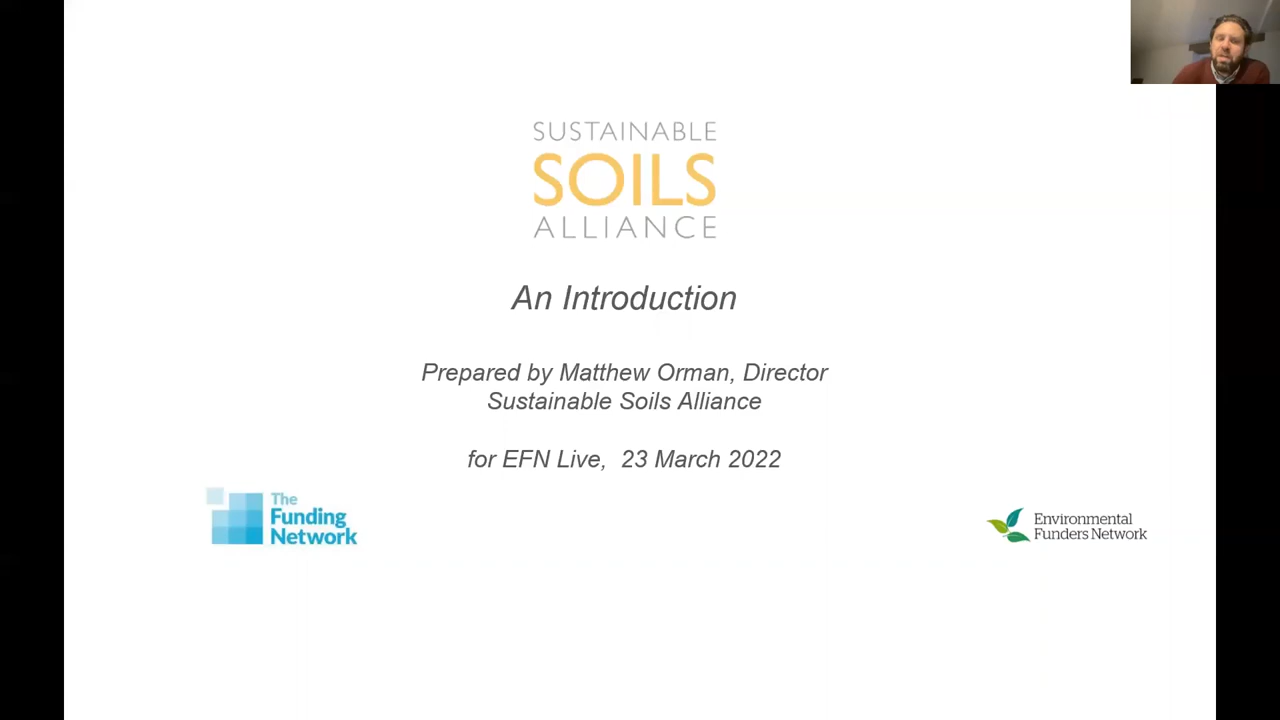 SUSTAINABLE
SOILS
ALLIANCE
An Introduction
Prepared by Matthew Orman, Director
Sustainable Soils Alliance
for EFN Live,  23 March 2022
The
Funding
Network
Environmental
Funders Network